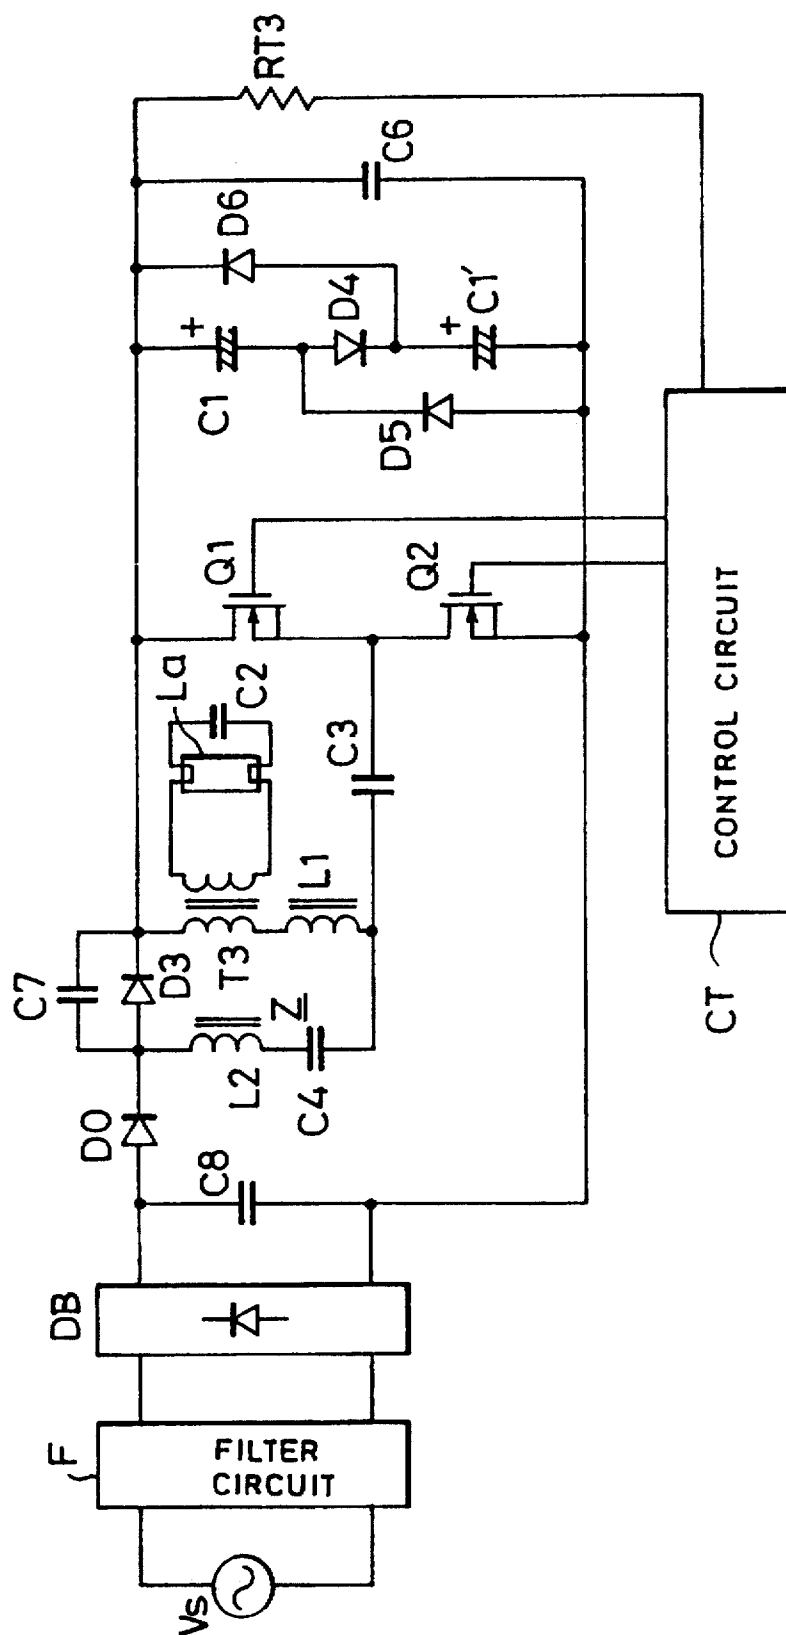 Vs
F
FILTER
CIRCUIT
DB
C8
D0
C7
D3
L2
Z
C4
T3
L1
La
C2
C3
Q1
Q2
C1
+
D5
D4
D6
+
C1'
C6
RT3
CT
CONTROL CIRCUIT